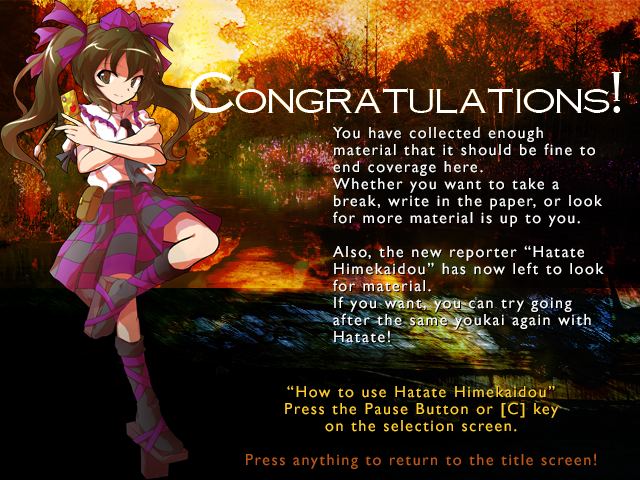 CONGRATULATIONS!
You have collected enough
material that it should be fine to
end coverage here.
Whether you want to take a
break, write in the paper, or look
for more material is up to you.
Also, the new reporter “Hatate
Himekaidou” has now left to look
for material.
If you want, you can try going
after the same youkai again with
Hatate!
“How to use Hatate Himekaidou”
Press the Pause Button or [C] key
on the selection screen.
Press anything to return to the title screen!